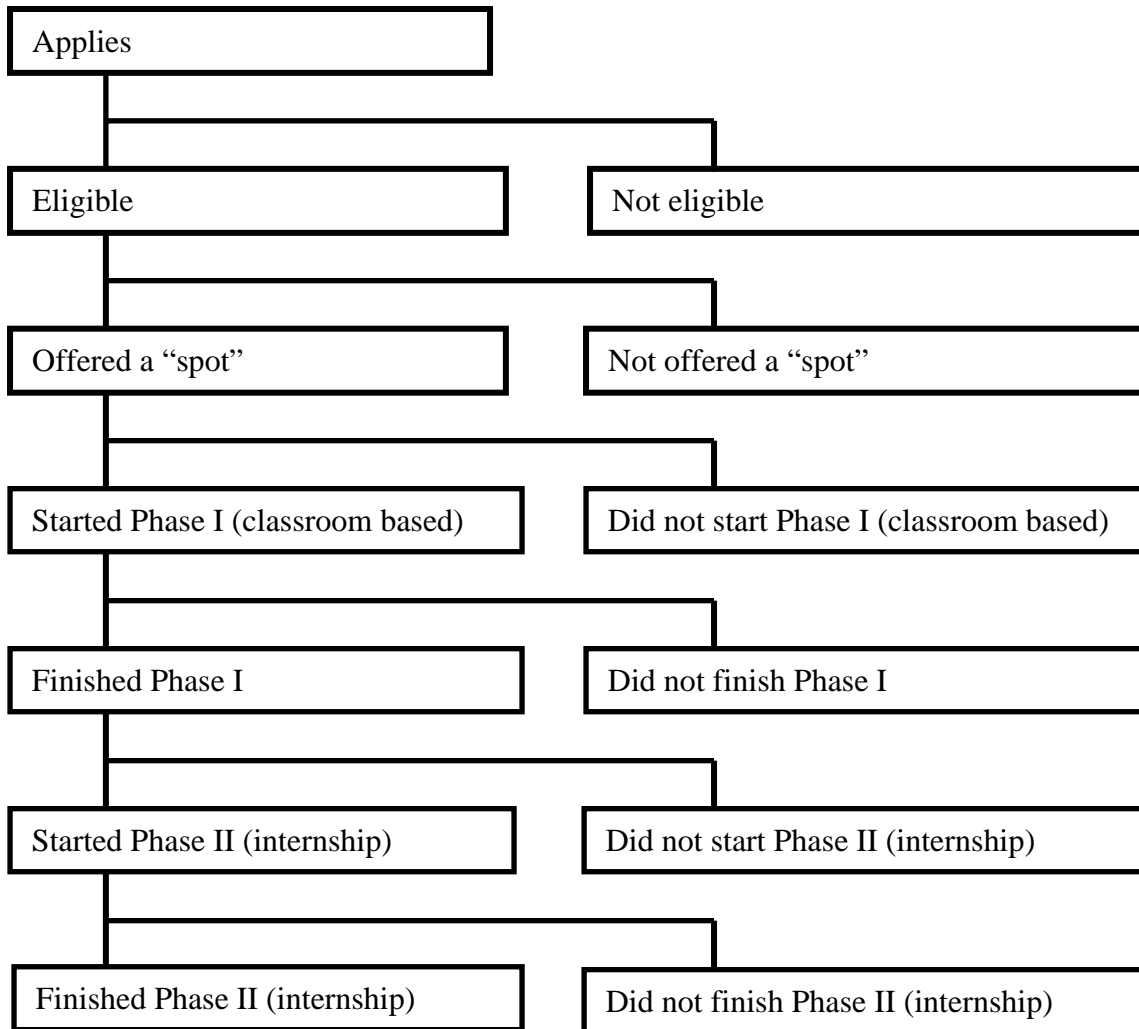 Applies
Eligible
Not eligible
Offered a “spot”
Not offered a “spot”
Started Phase I (classroom based)
Did not start Phase I (classroom based)
Finished Phase I
Did not finish Phase I
Started Phase II (internship)
Did not start Phase II (internship)
Finished Phase II (internship)
Did not finish Phase II (internship)